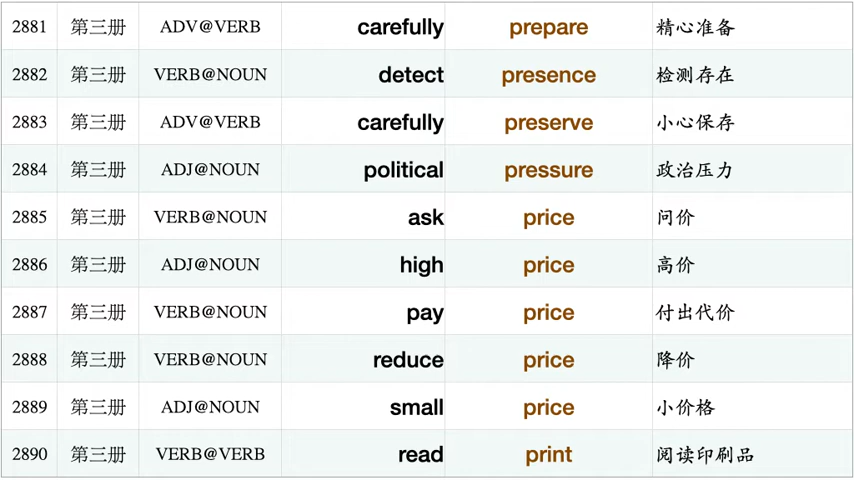 2881 第三册 ADV@VERB carefully prepare 精心准备
2882 第三册 VERB@NOUN detect presence 检测存在
2883 第三册 ADV@VERB carefully preserve 小心保存
2884 第三册 ADJ@NOUN political pressure 政治压力
2885 第三册 VERB@NOUN ask price 问价
2886 第三册 ADJ@NOUN high price 高价
2887 第三册 VERB@NOUN pay price 付出代价
2888 第三册 VERB@NOUN reduce price 降价
2889 第三册 ADJ@NOUN small price 小价格
2890 第三册 VERB@VERB read print 阅读印刷品